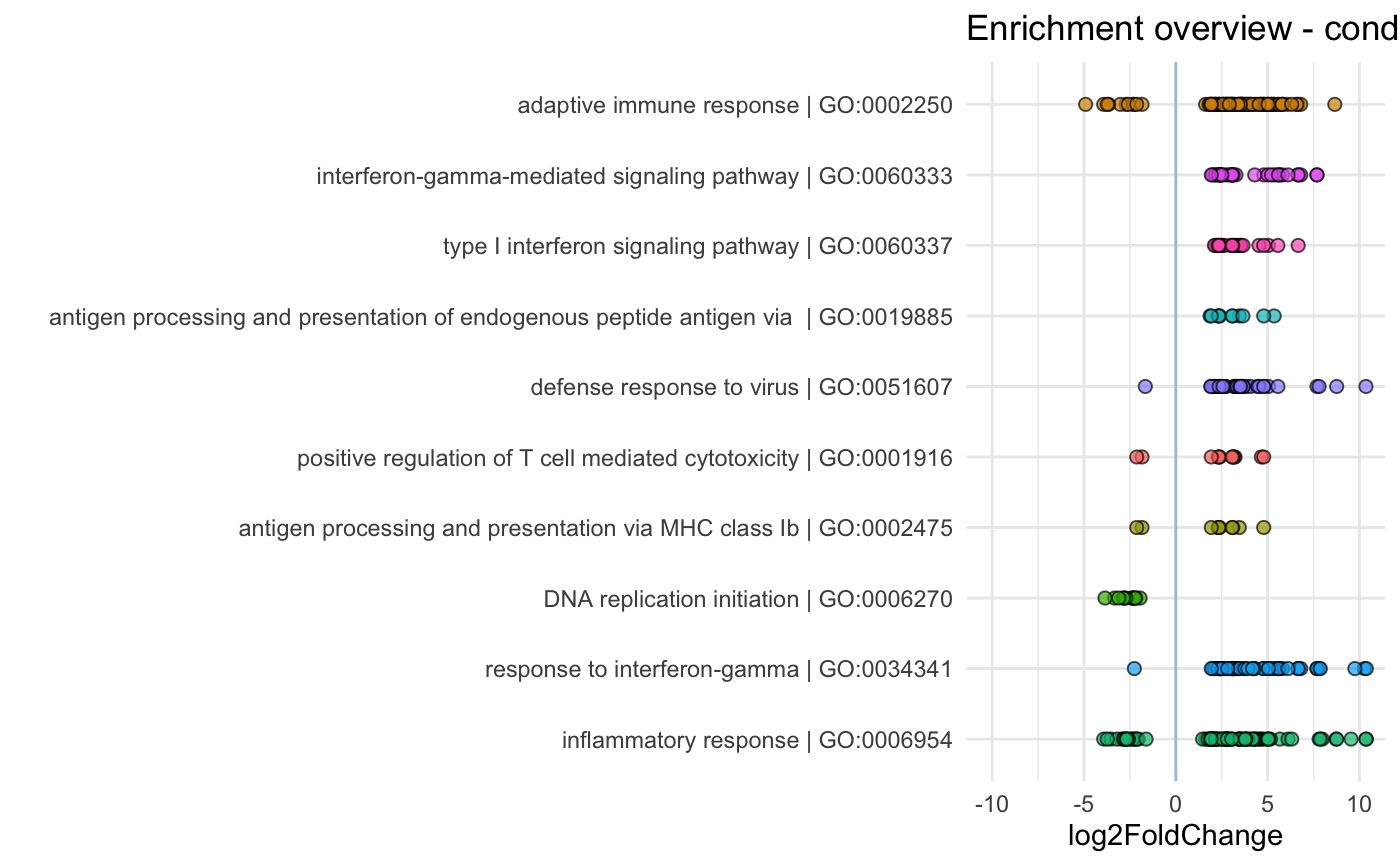 Enrichment overview - cond
adaptive immune response | GO:0002250
interferon-gamma-mediated signaling pathway | GO:0060333
type I interferon signaling pathway | GO:0060337
antigen processing and presentation of endogenous peptide antigen via  | GO:0019885
defense response to virus | GO:0051607
positive regulation of T cell mediated cytotoxicity | GO:0001916
antigen processing and presentation via MHC class Ib | GO:0002475
DNA replication initiation | GO:0006270
response to interferon-gamma | GO:0034341
inflammatory response | GO:0006954
-10 -5 0 5 10
log2FoldChange